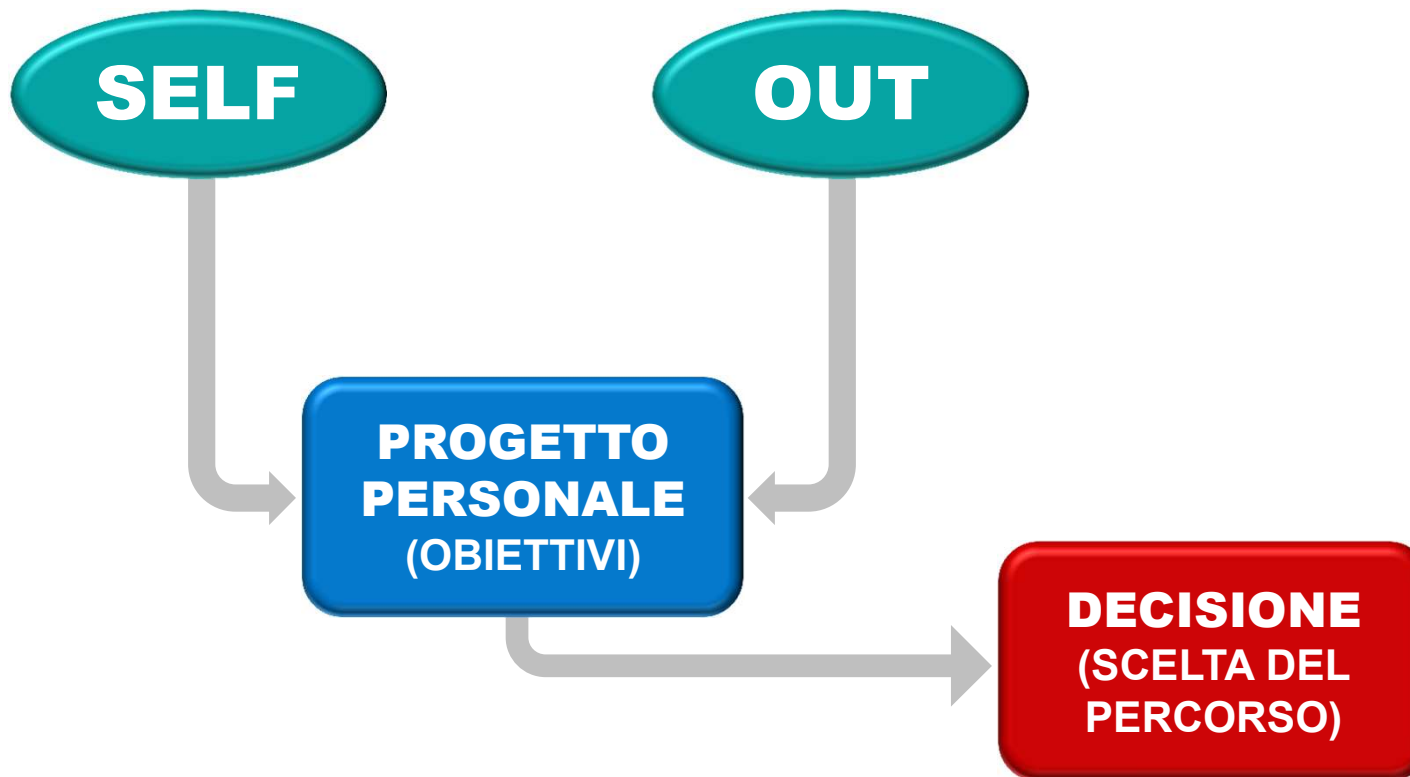 SELF
OUT
PROGETTO
PERSONALE
(OBIETTIVI)
DECISIONE
(SCELTA DEL
PERCORSO)